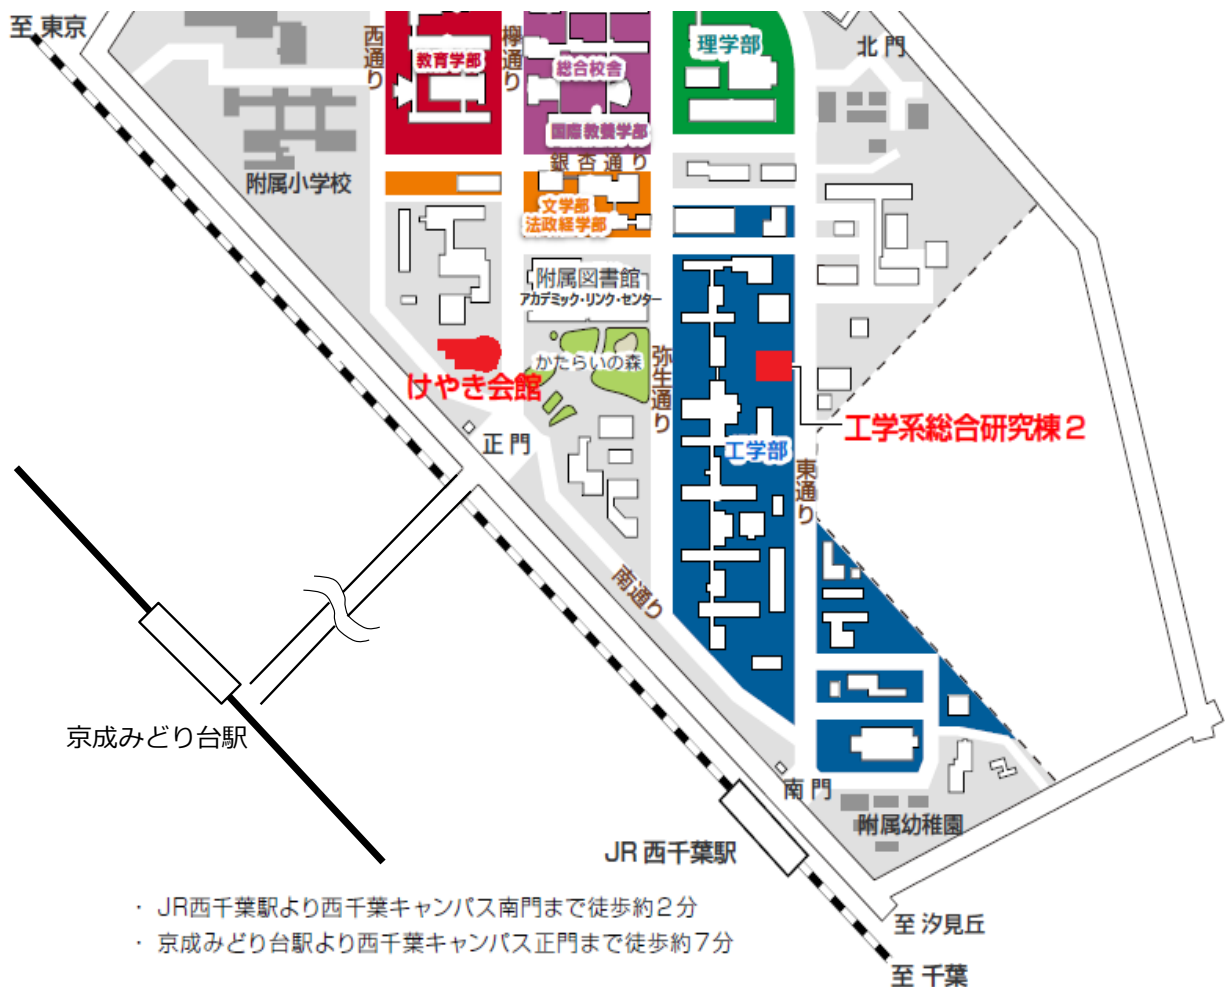 至 東京
西通り
教育学部
欅通り
総合校舎
国際教養学部
理学部
北門
銀杏通り
附属小学校
文学部
法政経学部
附属図書館
アカデミック・リンク・センター
かたらいの森
弥生通り
けやき会館
工学系総合研究棟2
正門
工学部
東通り
南通り
京成みどり台駅
南門
附属幼稚園
JR 西千葉駅
・ JR西千葉駅より西千葉キャンパス南門まで徒歩約2分
・ 京成みどり台駅より西千葉キャンパス正門まで徒歩約7分
至 汐見丘
至 千葉